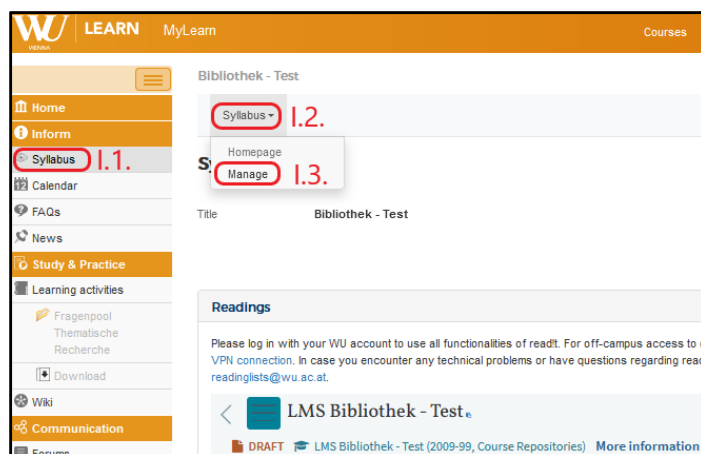 WU LEARN MyLearn Courses
VIENNA
Bibliothek - Test
Home
Inform
Syllabus I.1.
Syllabus I.2.
Homepage
Manage I.3.
Calendar
FAQs
News
Title Bibliothek - Test
Study & Practice
Learning activities
Fragenpool
Thematische
Recherche
Download
Wiki
Communication
Forums
Readings
Please log in with your WU account to use all functionalities of read!t. For off-campus access to
VPN connection. In case you encounter any technical problems or have questions regarding
readinglists@wu.ac.at.
LMS Bibliothek - Test
DRAFT LMS Bibliothek - Test (2009-99, Course Repositories) More information